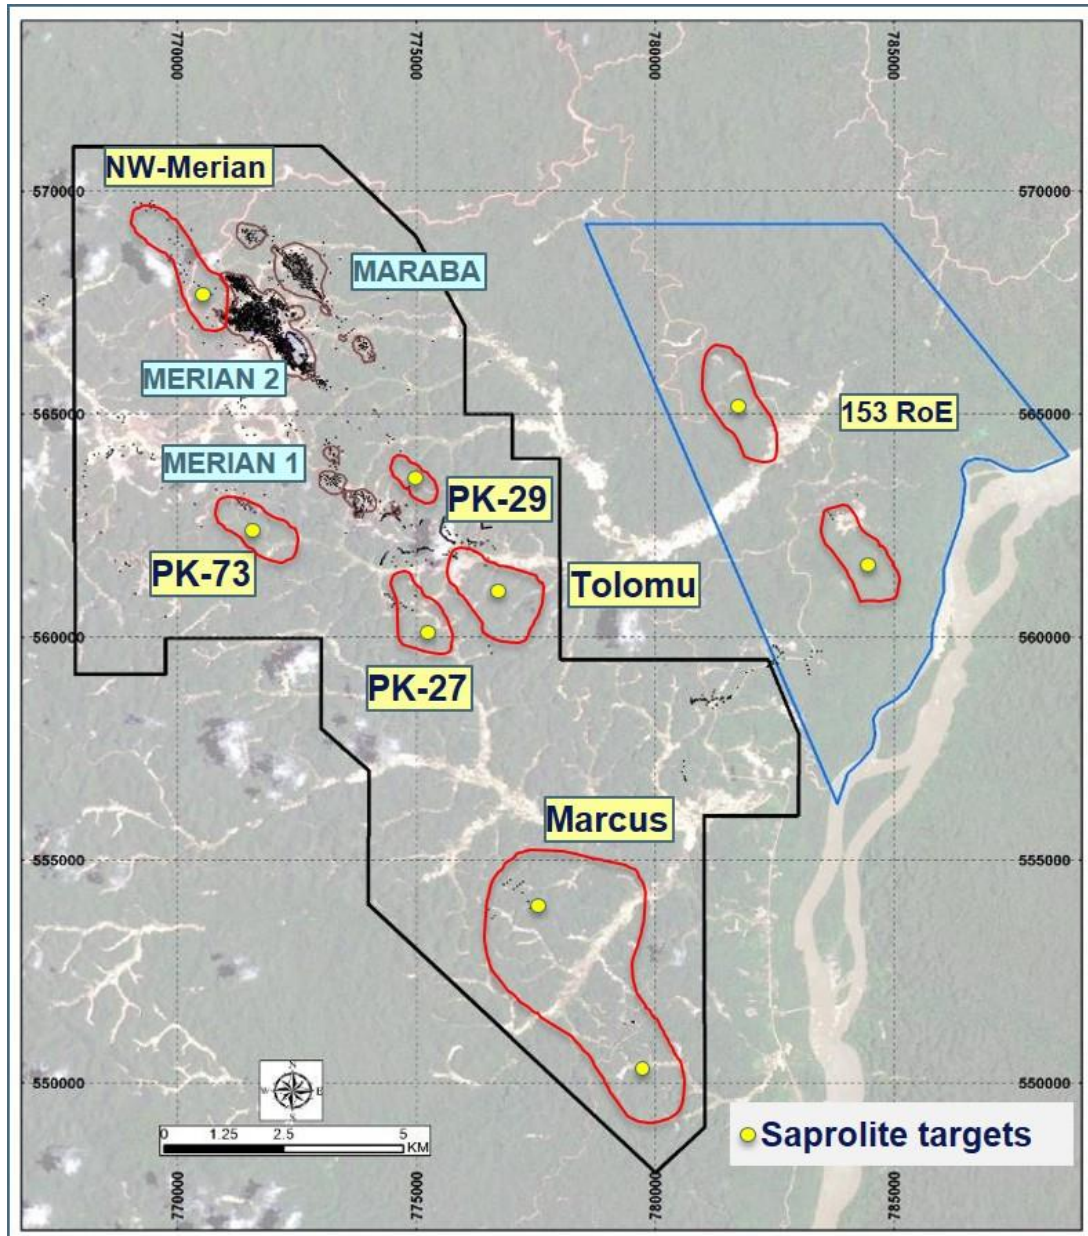 770000
775000
780000
785000
NW-Merian
570000
570000
MARABA
MERIAN 2
565000
565000
153 RoE
MERIAN 1
PK-29
PK-73
Tolomu
560000
560000
PK-27
Marcus
555000
555000
550000
550000
N
W E
S
0 1.25 2.5 5
KM
Saprolite targets
770000
775000
780000
785000